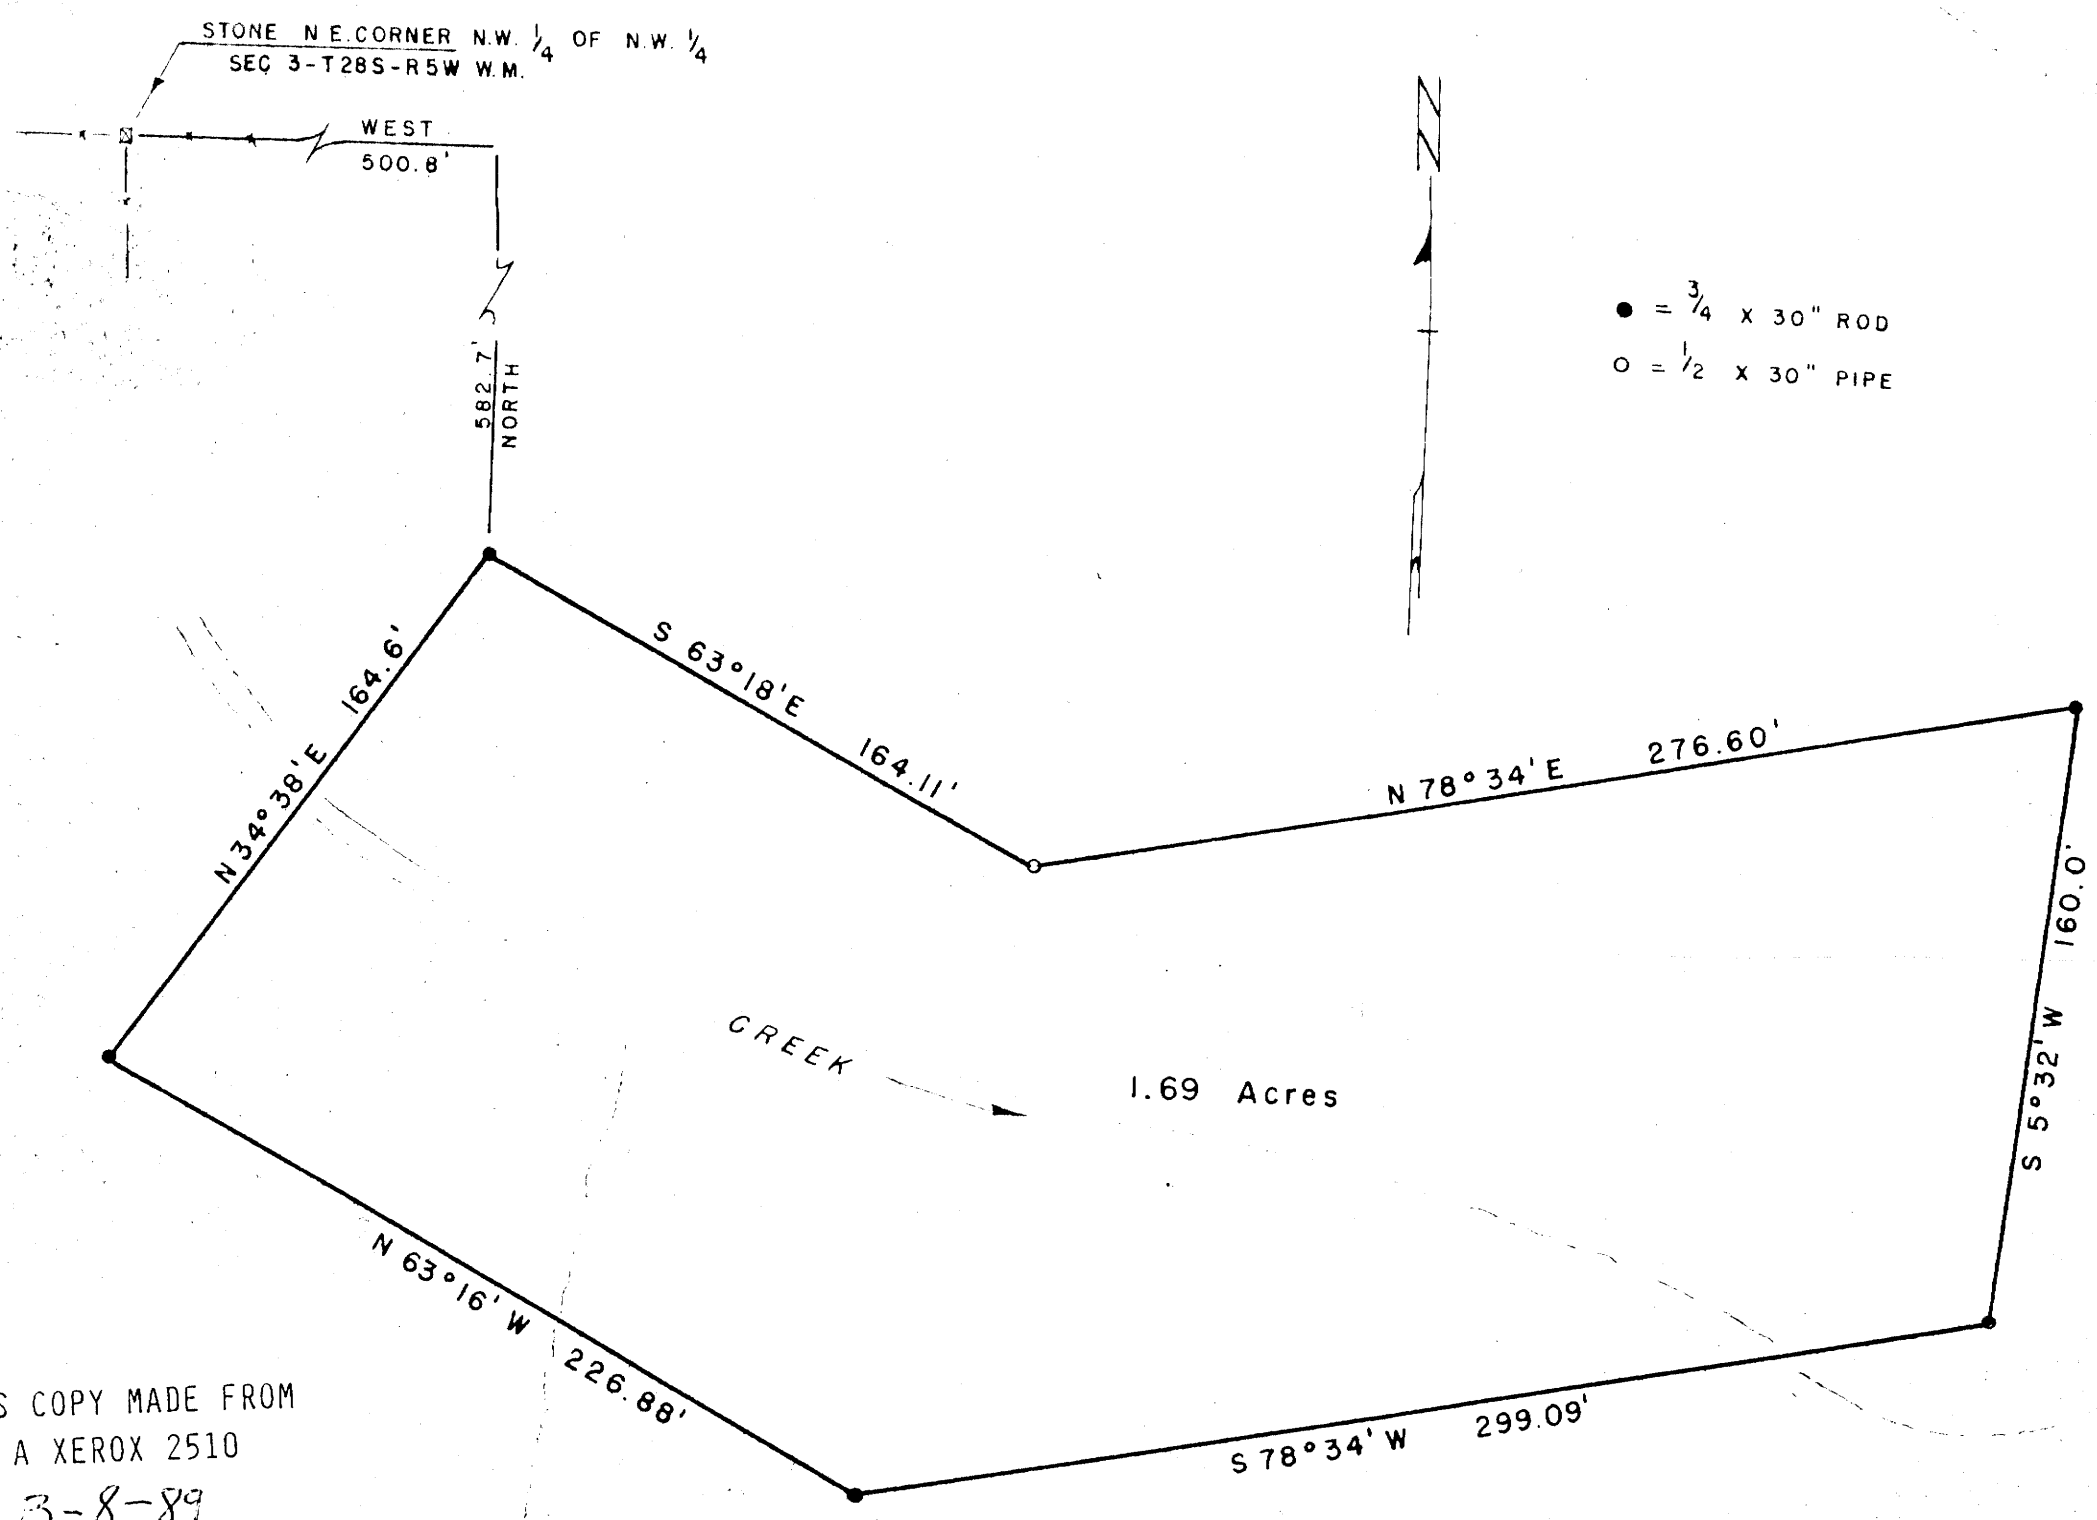 STONE N E. CORNER N.W. 1/4 OF N.W. 1/4
SEC 3-T28S-R5W W.M.
WEST
500.8'
N
● = 3/4 X 30" ROD
○ = 1/2 X 30" PIPE
582.7'
NORTH
N 34°38' E 164.6'
S 63°18' E 164.11'
N 78°34' E 276.60'
S 5°32' W 160.0'
CREEK
1.69 Acres
N 63°16' W 226.88'
S 78°34' W 299.09'
S COPY MADE FROM
A XEROX 2510
3-8-89